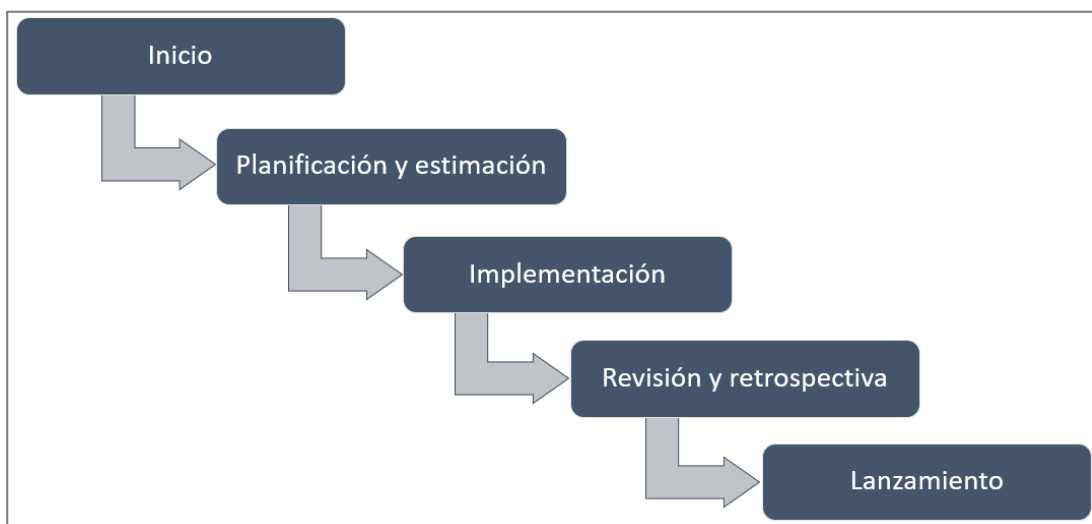 Inicio
Planificación y estimación
Implementación
Revisión y retrospectiva
Lanzamiento